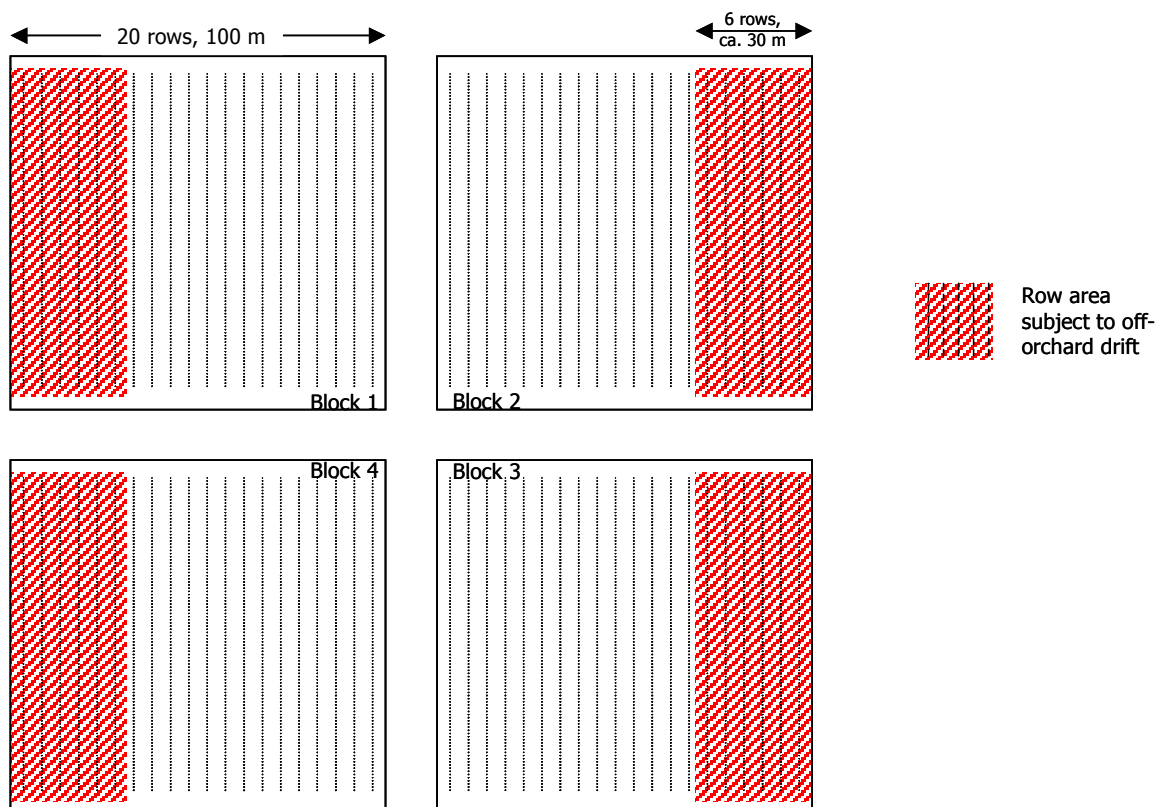 20 rows, 100 m
6 rows,
ca. 30 m
Row area
subject to off-
orchard drift
Block 1
Block 2
Block 4
Block 3